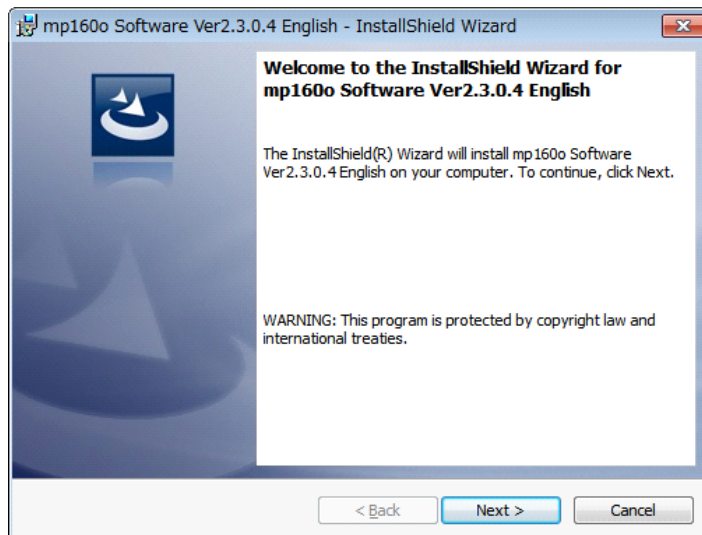 mp160o Software Ver2.3.0.4 English - InstallShield Wizard
Welcome to the InstallShield Wizard for
mp160o Software Ver2.3.0.4 English
The InstallShield(R) Wizard will install mp160o Software
Ver2.3.0.4 English on your computer. To continue, click Next.
WARNING: This program is protected by copyright law and
international treaties.
< Back
Next >
Cancel